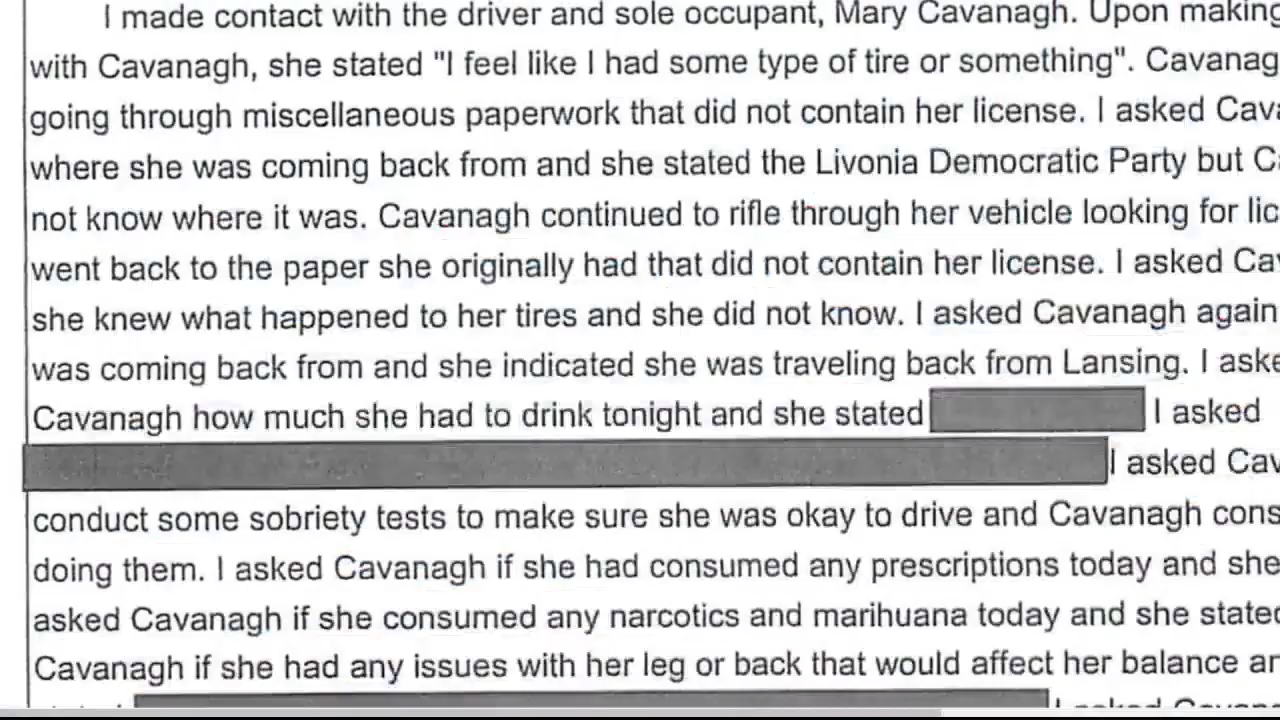 I made contact with the driver and sole occupant, Mary Cavanagh. Upon making
with Cavanagh, she stated "I feel like I had some type of tire or something". Cavanag
going through miscellaneous paperwork that did not contain her license. I asked Cava
where she was coming back from and she stated the Livonia Democratic Party but Ca
not know where it was. Cavanagh continued to rifle through her vehicle looking for lic
went back to the paper she originally had that did not contain her license. I asked Cav
she knew what happened to her tires and she did not know. I asked Cavanagh again
was coming back from and she indicated she was traveling back from Lansing. I aske
Cavanagh how much she had to drink tonight and she stated I asked
I asked Cav
conduct some sobriety tests to make sure she was okay to drive and Cavanagh cons
doing them. I asked Cavanagh if she had consumed any prescriptions today and she
asked Cavanagh if she consumed any narcotics and marihuana today and she stated
Cavanagh if she had any issues with her leg or back that would affect her balance an